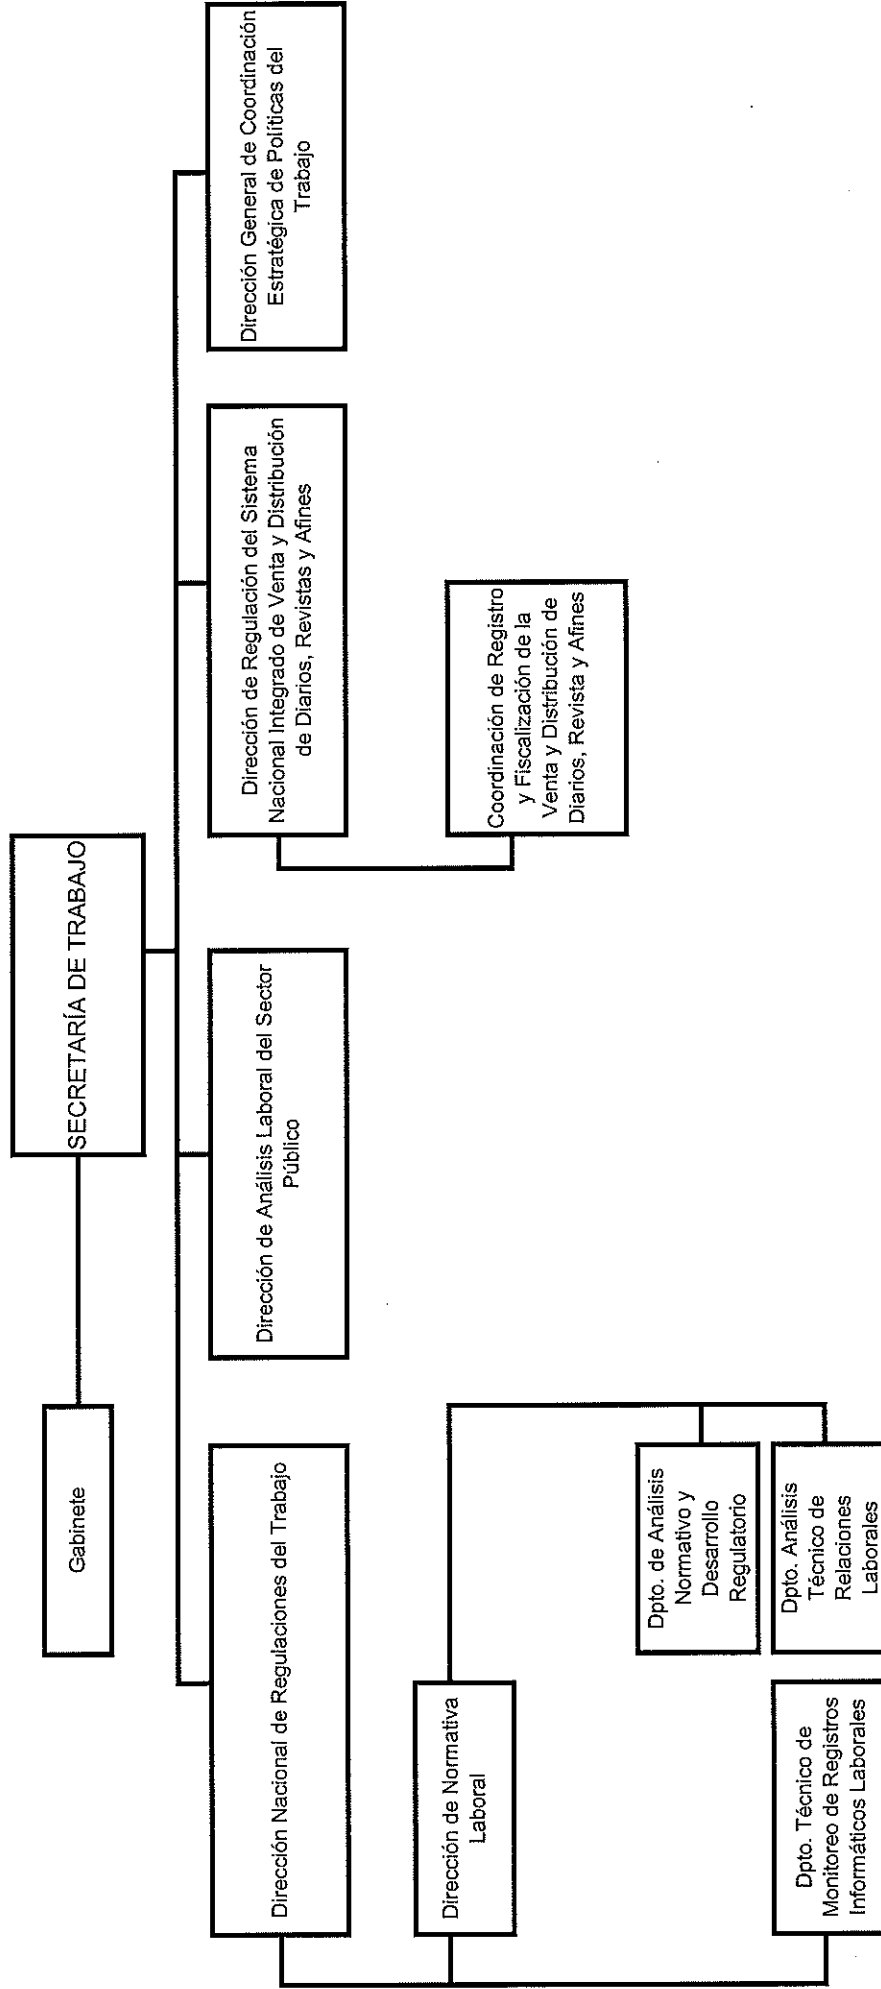 SECRETARÍA DE TRABAJO
Gabinete
Dirección Nacional de Regulaciones del Trabajo
Dirección de Análisis Laboral del Sector
Público
Dirección de Regulación del Sistema
Nacional Integrado de Venta y Distribución
de Diarios, Revistas y Afines
Dirección General de Coordinación
Estratégica de Políticas del
Trabajo
Dirección de Normativa
Laboral
Coordinación de Registro
y Fiscalización de la
Venta y Distribución de
Diarios, Revista y Afines
Dpto. de Análisis
Normativo y
Desarrollo
Regulatorio
Dpto. Técnico de
Monitoreo de Registros
Informáticos Laborales
Dpto. Análisis
Técnico de
Relaciones
Laborales